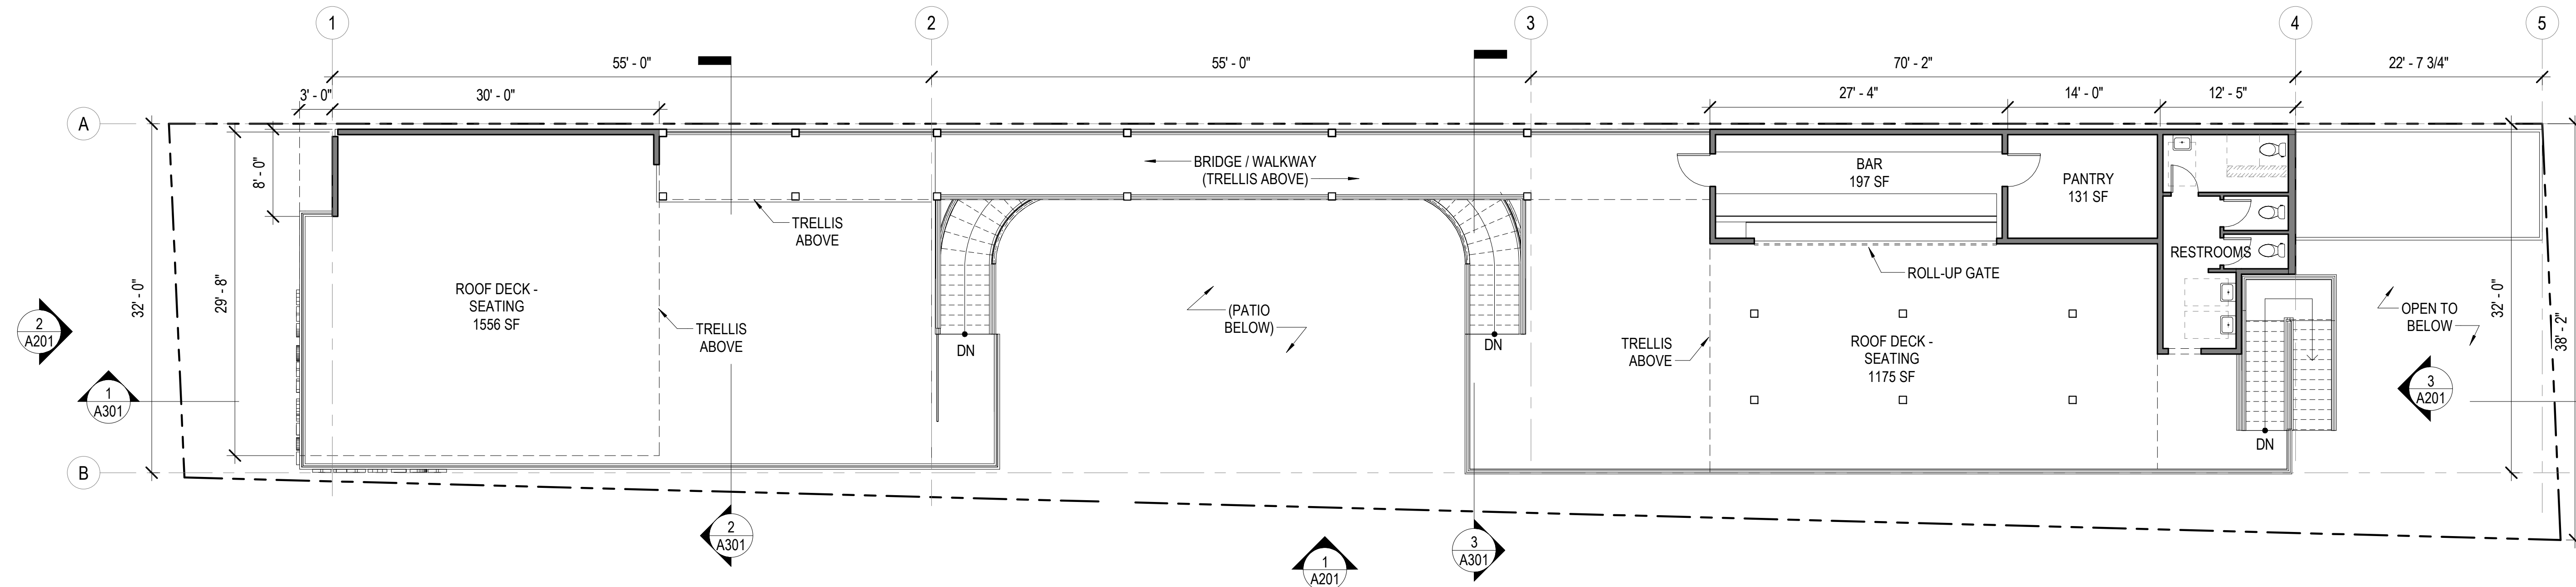 1
2
3
4
5
55' - 0"
55' - 0"
70' - 2"
22' - 7 3/4"
3' - 0"
30' - 0"
27' - 4"
14' - 0"
12' - 5"
A
B
32' - 0"
29' - 8"
8' - 0"
BRIDGE / WALKWAY
(TRELLIS ABOVE)
BAR
197 SF
PANTRY
131 SF
TRELLIS
ABOVE
RESTROOMS
ROLL-UP GATE
ROOF DECK -
SEATING
1556 SF
TRELLIS
ABOVE
(PATIO
BELOW)
DN
DN
TRELLIS
ABOVE
ROOF DECK -
SEATING
1175 SF
OPEN TO
BELOW
32' - 0"
38' - 2"
DN
2
A201
1
A301
3
A201
2
A301
3
A301
1
A201